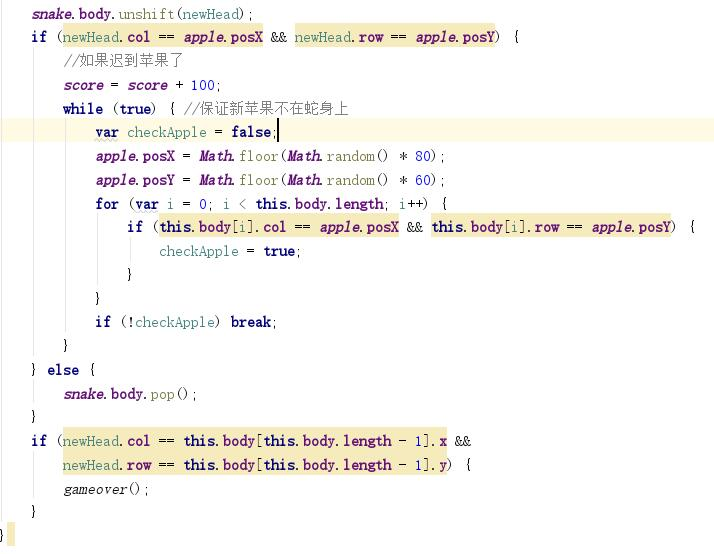 snake.body.unshift(newHead);
if (newHead.col == apple.posX && newHead.row == apple.posY) {
//如果迟到苹果了
score = score + 100;
while (true) { //保证新苹果不在蛇身上
var checkApple = false;
apple.posX = Math.floor(Math.random() * 80);
apple.posY = Math.floor(Math.random() * 60);
for (var i = 0; i < this.body.length; i++) {
if (this.body[i].col == apple.posX && this.body[i].row == apple.posY) {
checkApple = true;
}
}
if (!checkApple) break;
}
} else {
snake.body.pop();
}
if (newHead.col == this.body[this.body.length - 1].x &&
newHead.row == this.body[this.body.length - 1].y) {
gameover();
}
}